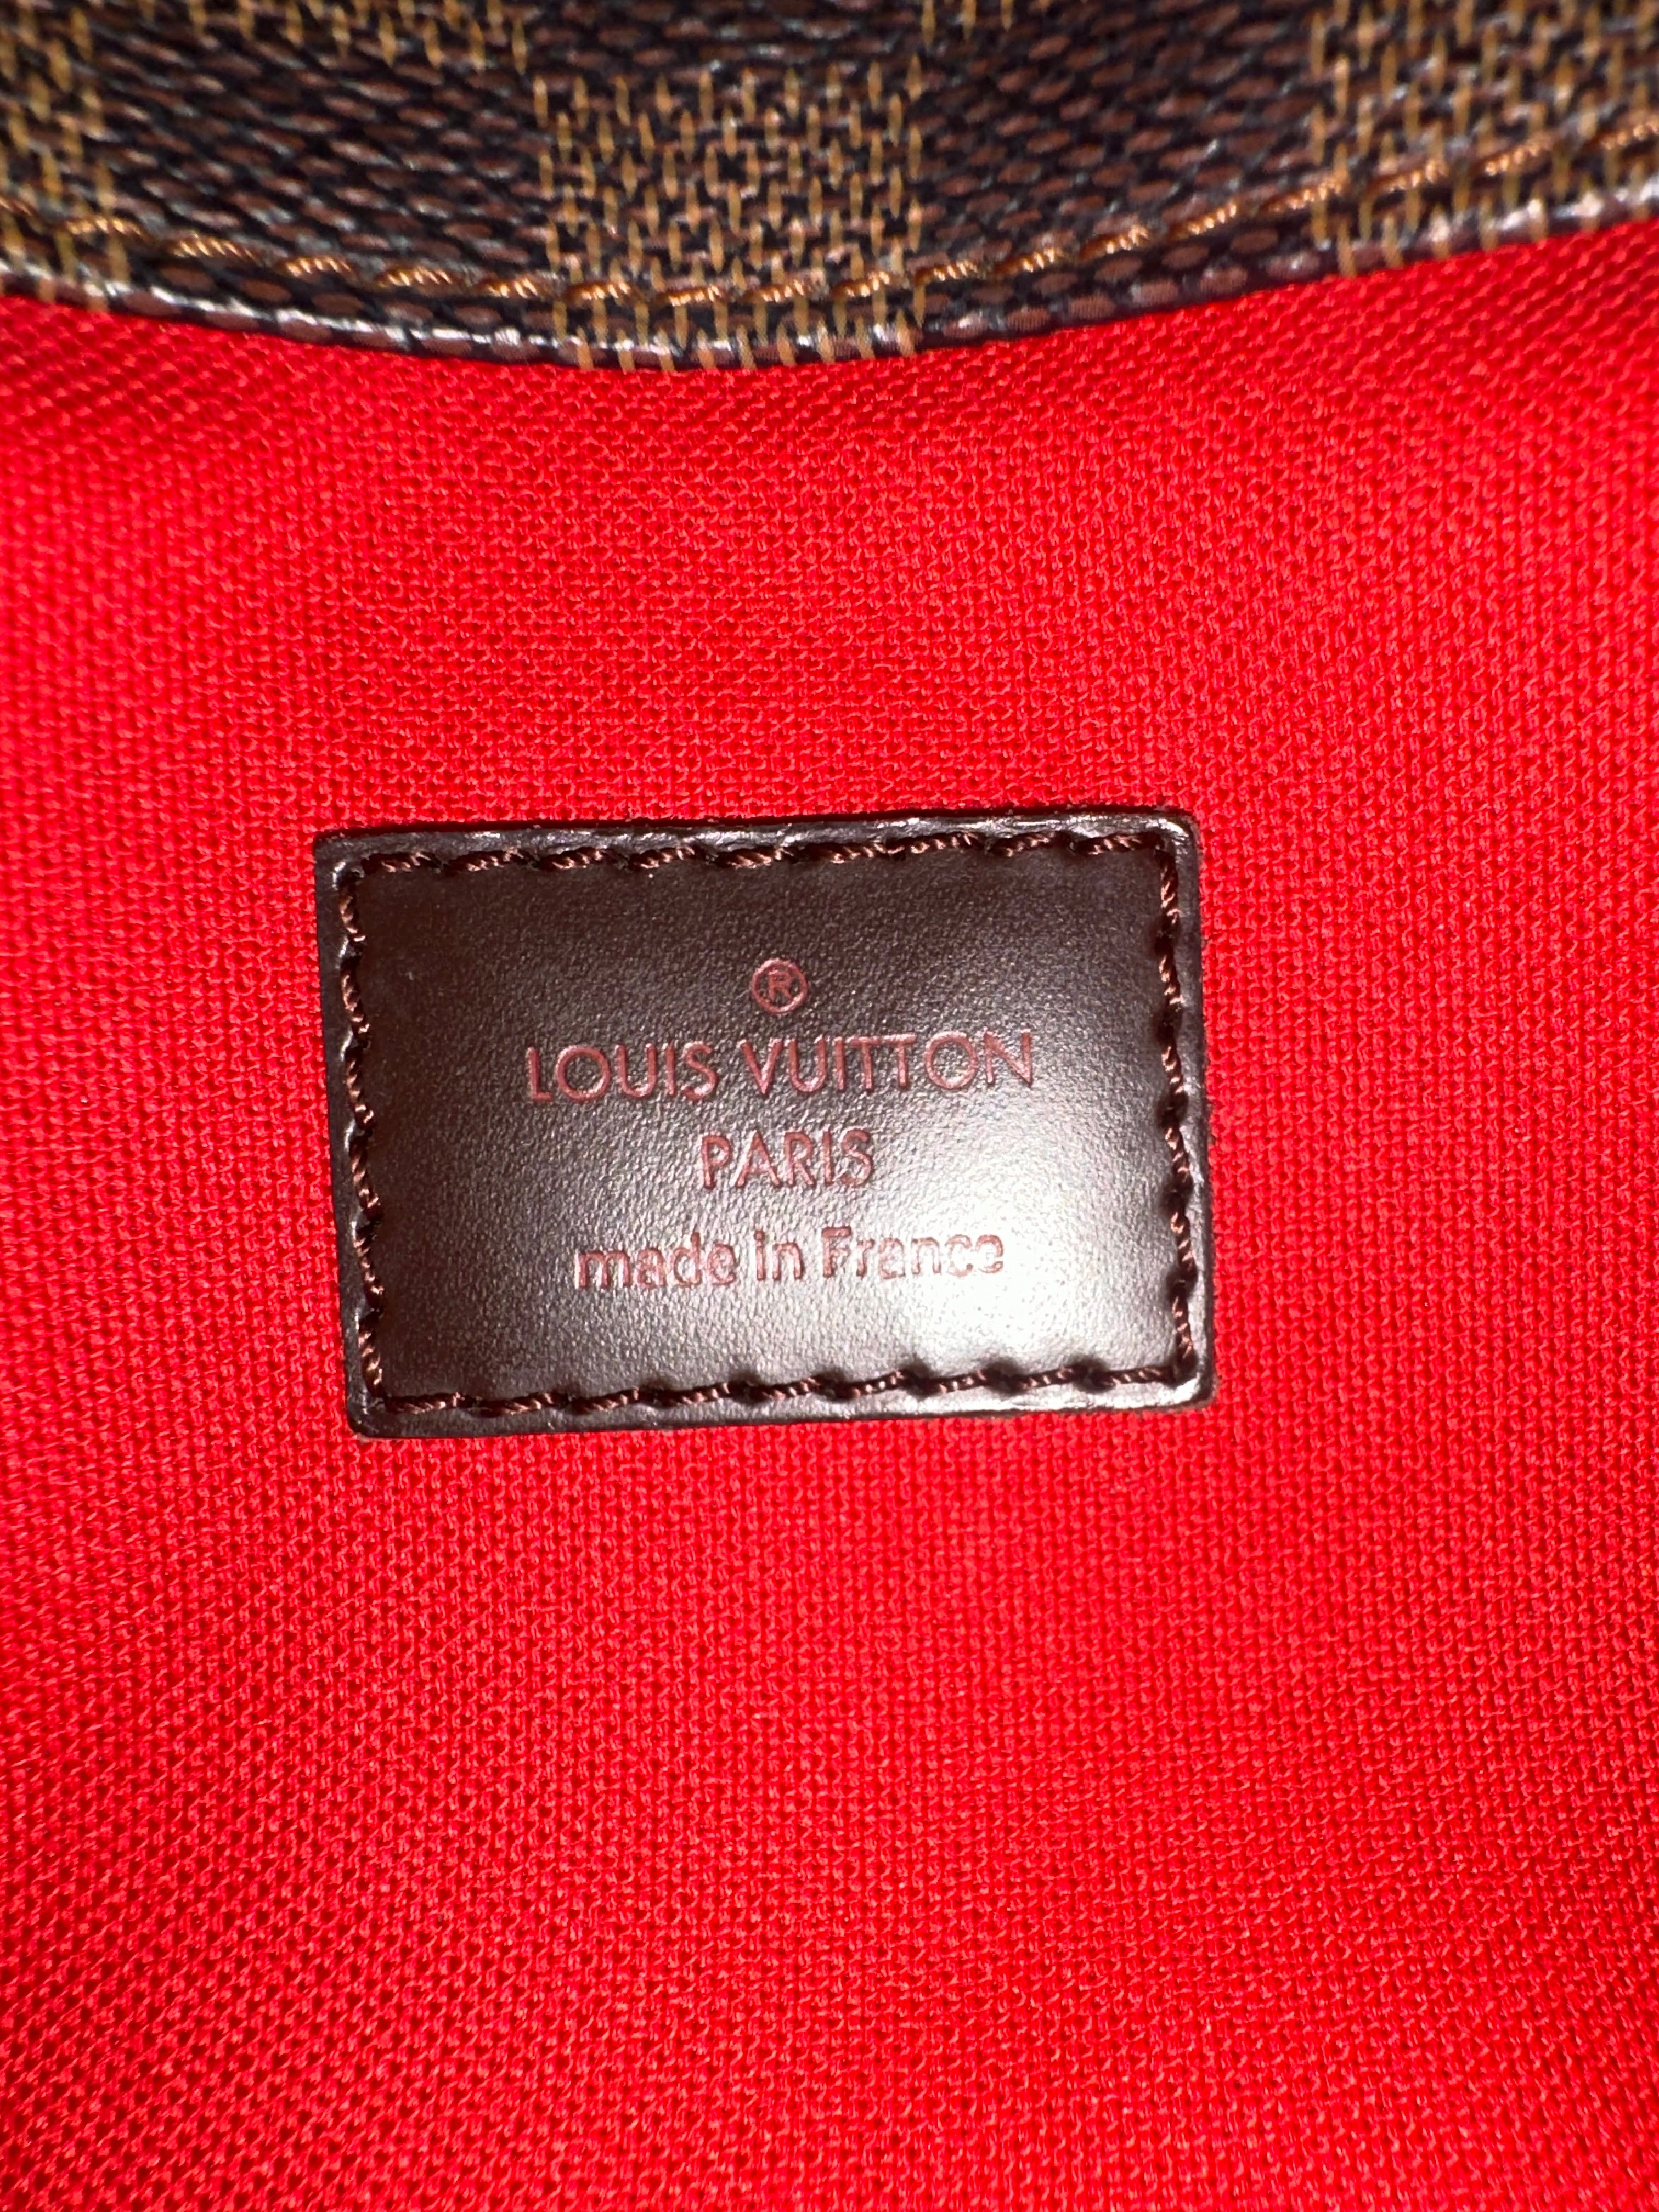 ®
LOUIS VUITTON
PARIS
made in France